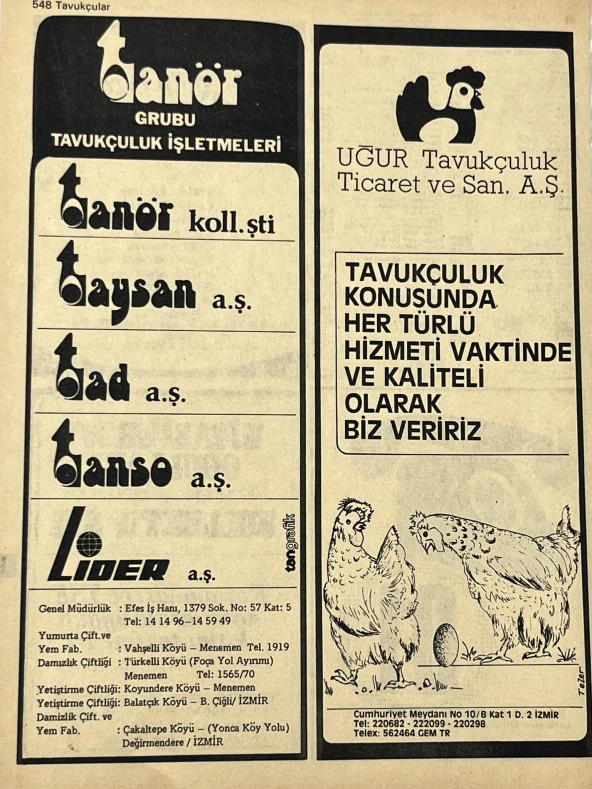 548 Tavukçular
tanör
GRUBU
TAVUKÇULUK İŞLETMELERİ
tanör koll.şti
taysan a.ş.
tad a.ş.
tanso a.ş.
LİDER a.ş.
tangrafik
Genel Müdürlük : Efes İş Hanı, 1379 Sok. No: 57 Kat: 5
Tel: 14 14 96–14 59 49
Yumurta Çift.ve
Yem Fab. : Vahşelli Köyü – Menemen Tel. 1919
Damızlık Çiftliği : Türkelli Köyü (Foça Yol Ayırımı)
Menemen Tel: 1565/70
Yetiştirme Çiftliği: Koyundere Köyü – Menemen
Yetiştirme Çiftliği: Balatçık Köyü – B. Çiğli/ İZMİR
Damizlik Çift. ve
Yem Fab. : Çakaltepe Köyü – (Yonca Köy Yolu)
Değirmendere / İZMİR
UĞUR Tavukçuluk
Ticaret ve San. A.Ş.
TAVUKÇULUK
KONUSUNDA
HER TÜRLÜ
HİZMETİ VAKTİNDE
VE KALİTELİ
OLARAK
BİZ VERİRİZ
Tezer
Cumhuriyet Meydanı No 10/B Kat 1 D. 2 İZMİR
Tel: 220682 - 222099 - 220298
Telex: 562464 GEM TR